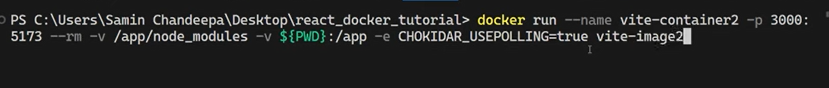 PS C:\Users\Samin Chandeepa\Desktop\react_docker_tutorial> docker run --name vite-container2 -p 3000:
5173 --rm -v /app/node_modules -v ${PWD}:/app -e CHOKIDAR_USEPOLLING=true vite-image2